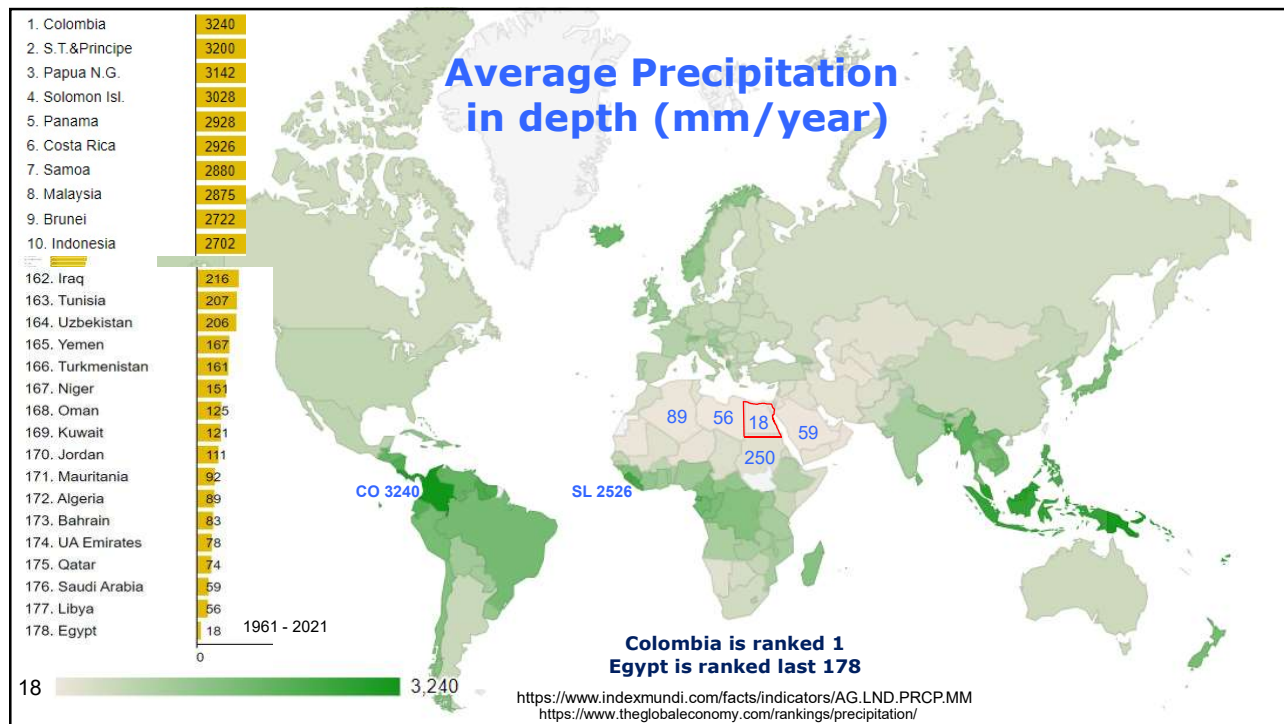 1. Colombia 3240
2. S.T.&Principe 3200
3. Papua N.G. 3142
4. Solomon Isl. 3028
5. Panama 2928
6. Costa Rica 2926
7. Samoa 2880
8. Malaysia 2875
9. Brunei 2722
10. Indonesia 2702
162. Iraq 216
163. Tunisia 207
164. Uzbekistan 206
165. Yemen 167
166. Turkmenistan 161
167. Niger 151
168. Oman 125
169. Kuwait 121
170. Jordan 111
171. Mauritania 92
172. Algeria 89
173. Bahrain 83
174. UA Emirates 78
175. Qatar 74
176. Saudi Arabia 59
177. Libya 56
178. Egypt 18
1961 - 2021
0
18 3,240
Average Precipitation
in depth (mm/year)
89 56 18 59
250
CO 3240 SL 2526
Colombia is ranked 1
Egypt is ranked last 178
https://www.indexmundi.com/facts/indicators/AG.LND.PRCP.MM
https://www.theglobaleconomy.com/rankings/precipitation/